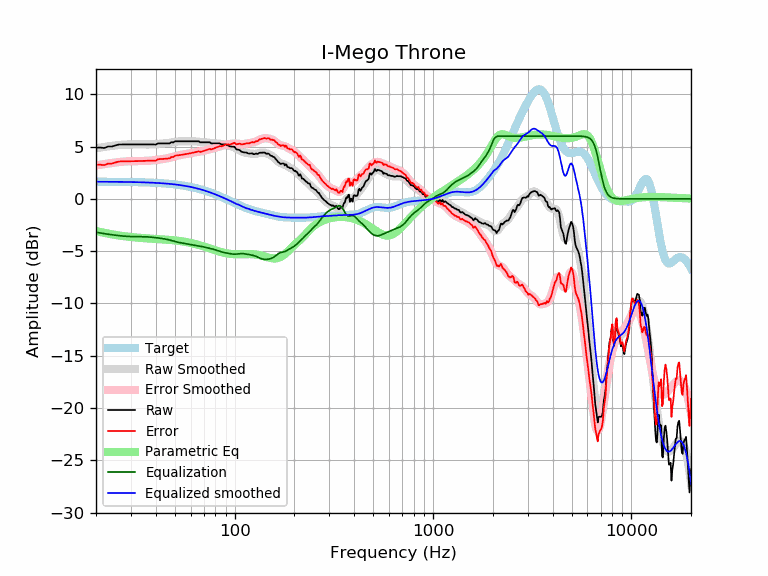 I-Mego Throne
Amplitude (dBr)
10
5
0
−5
−10
−15
−20
−25
−30
Target
Raw Smoothed
Error Smoothed
Raw
Error
Parametric Eq
Equalization
Equalized smoothed
100
1000
10000
Frequency (Hz)